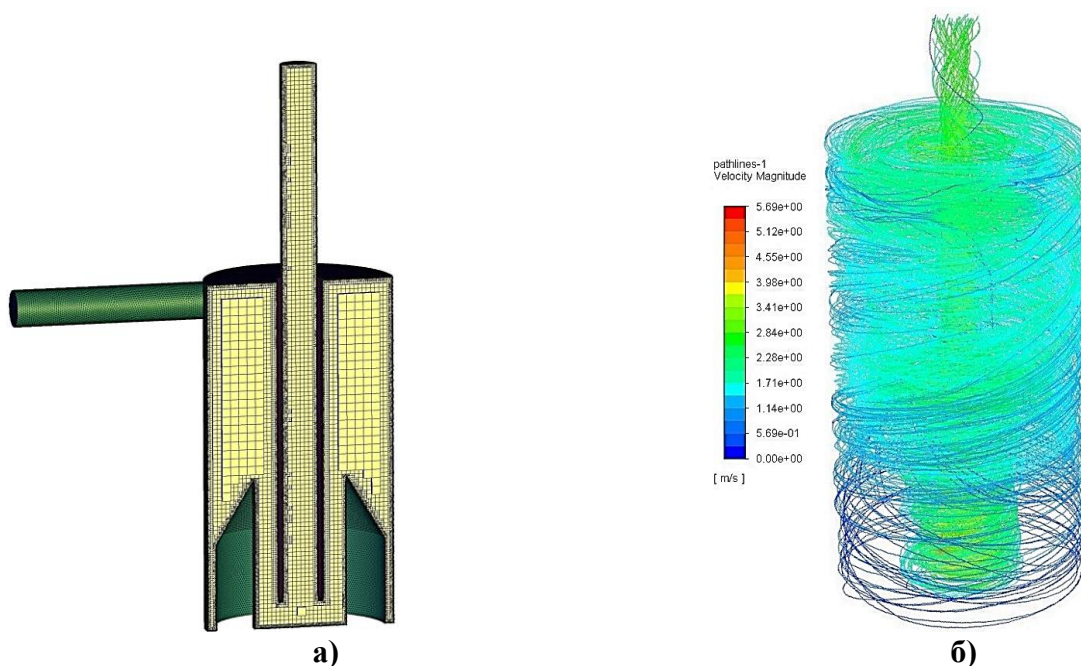 pathlines-1
Velocity Magnitude
5.69e+00
5.12e+00
4.55e+00
3.98e+00
3.41e+00
2.84e+00
2.28e+00
1.71e+00
1.14e+00
5.69e-01
0.00e+00
[ m/s ]
а)
б)